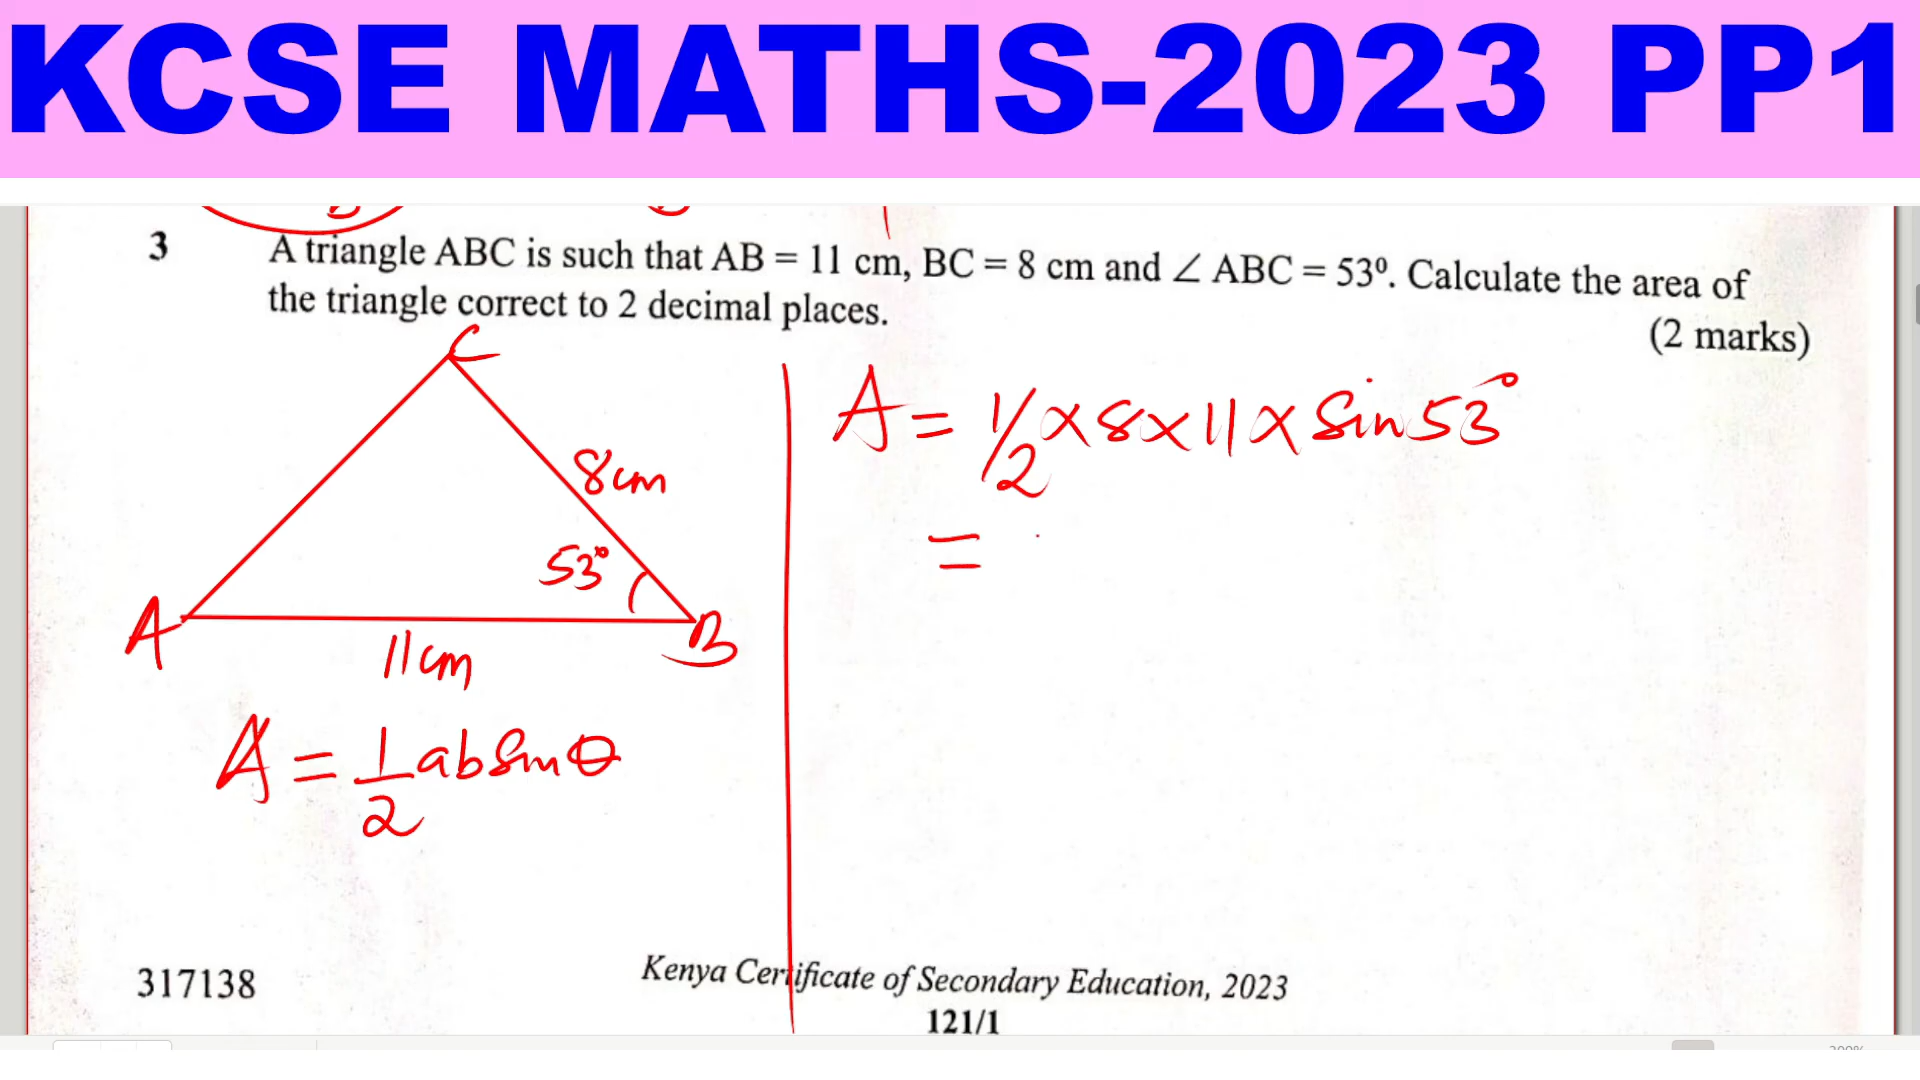 KCSE MATHS-2023 PP1
3 A triangle ABC is such that AB = 11 cm, BC = 8 cm and ∠ ABC = 53⁰. Calculate the area of
the triangle correct to 2 decimal places.
(2 marks)
C
8cm
53°
A
B
11cm
A = 1/2 ab Sin θ
A = 1/2 x 8 x 11 x Sin 53°
=
317138
Kenya Certificate of Secondary Education, 2023
121/1